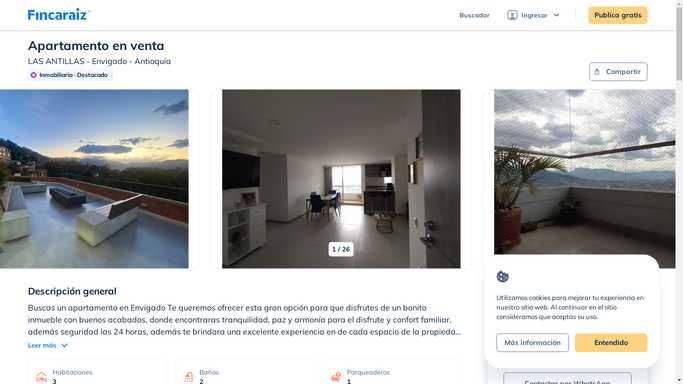 Fincaraiz
Buscador
Ingresar
Publica gratis
Apartamento en venta
LAS ANTILLAS - Envigado - Antioquia
Inmobiliaria · Destacado
Compartir
1 / 26
Descripción general
Buscas un apartamento en Envigado Te queremos ofrecer esta gran opción para que disfrutes de un bonito
inmueble con buenos acabados, donde encontraras tranquilidad, paz y armonía para el disfrute y confort familiar,
además seguridad las 24 horas, además te brindara una excelente experiencia en cada espacio de la propieda...
Leer más
Habitaciones
3
Baños
2
Parqueaderos
1
Utilizamos cookies para mejorar tu experiencia en
nuestro sitio web. Al continuar en el sitio
consideramos que aceptas su uso.
Más información
Entendido
Contactar por WhatsApp